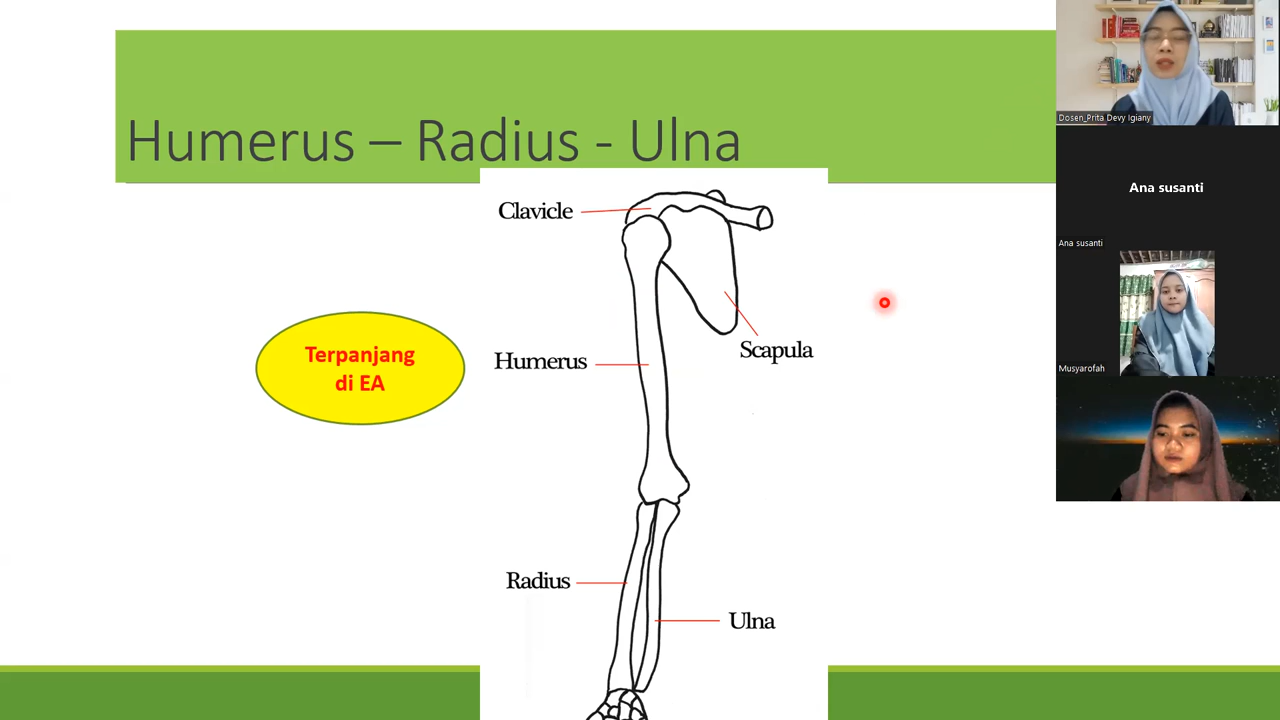 Humerus – Radius - Ulna
Clavicle
Scapula
Humerus
Terpanjang
di EA
Radius
Ulna
Dosen_Prita Devy Igiany
Ana susanti
Ana susanti
Musyarofah